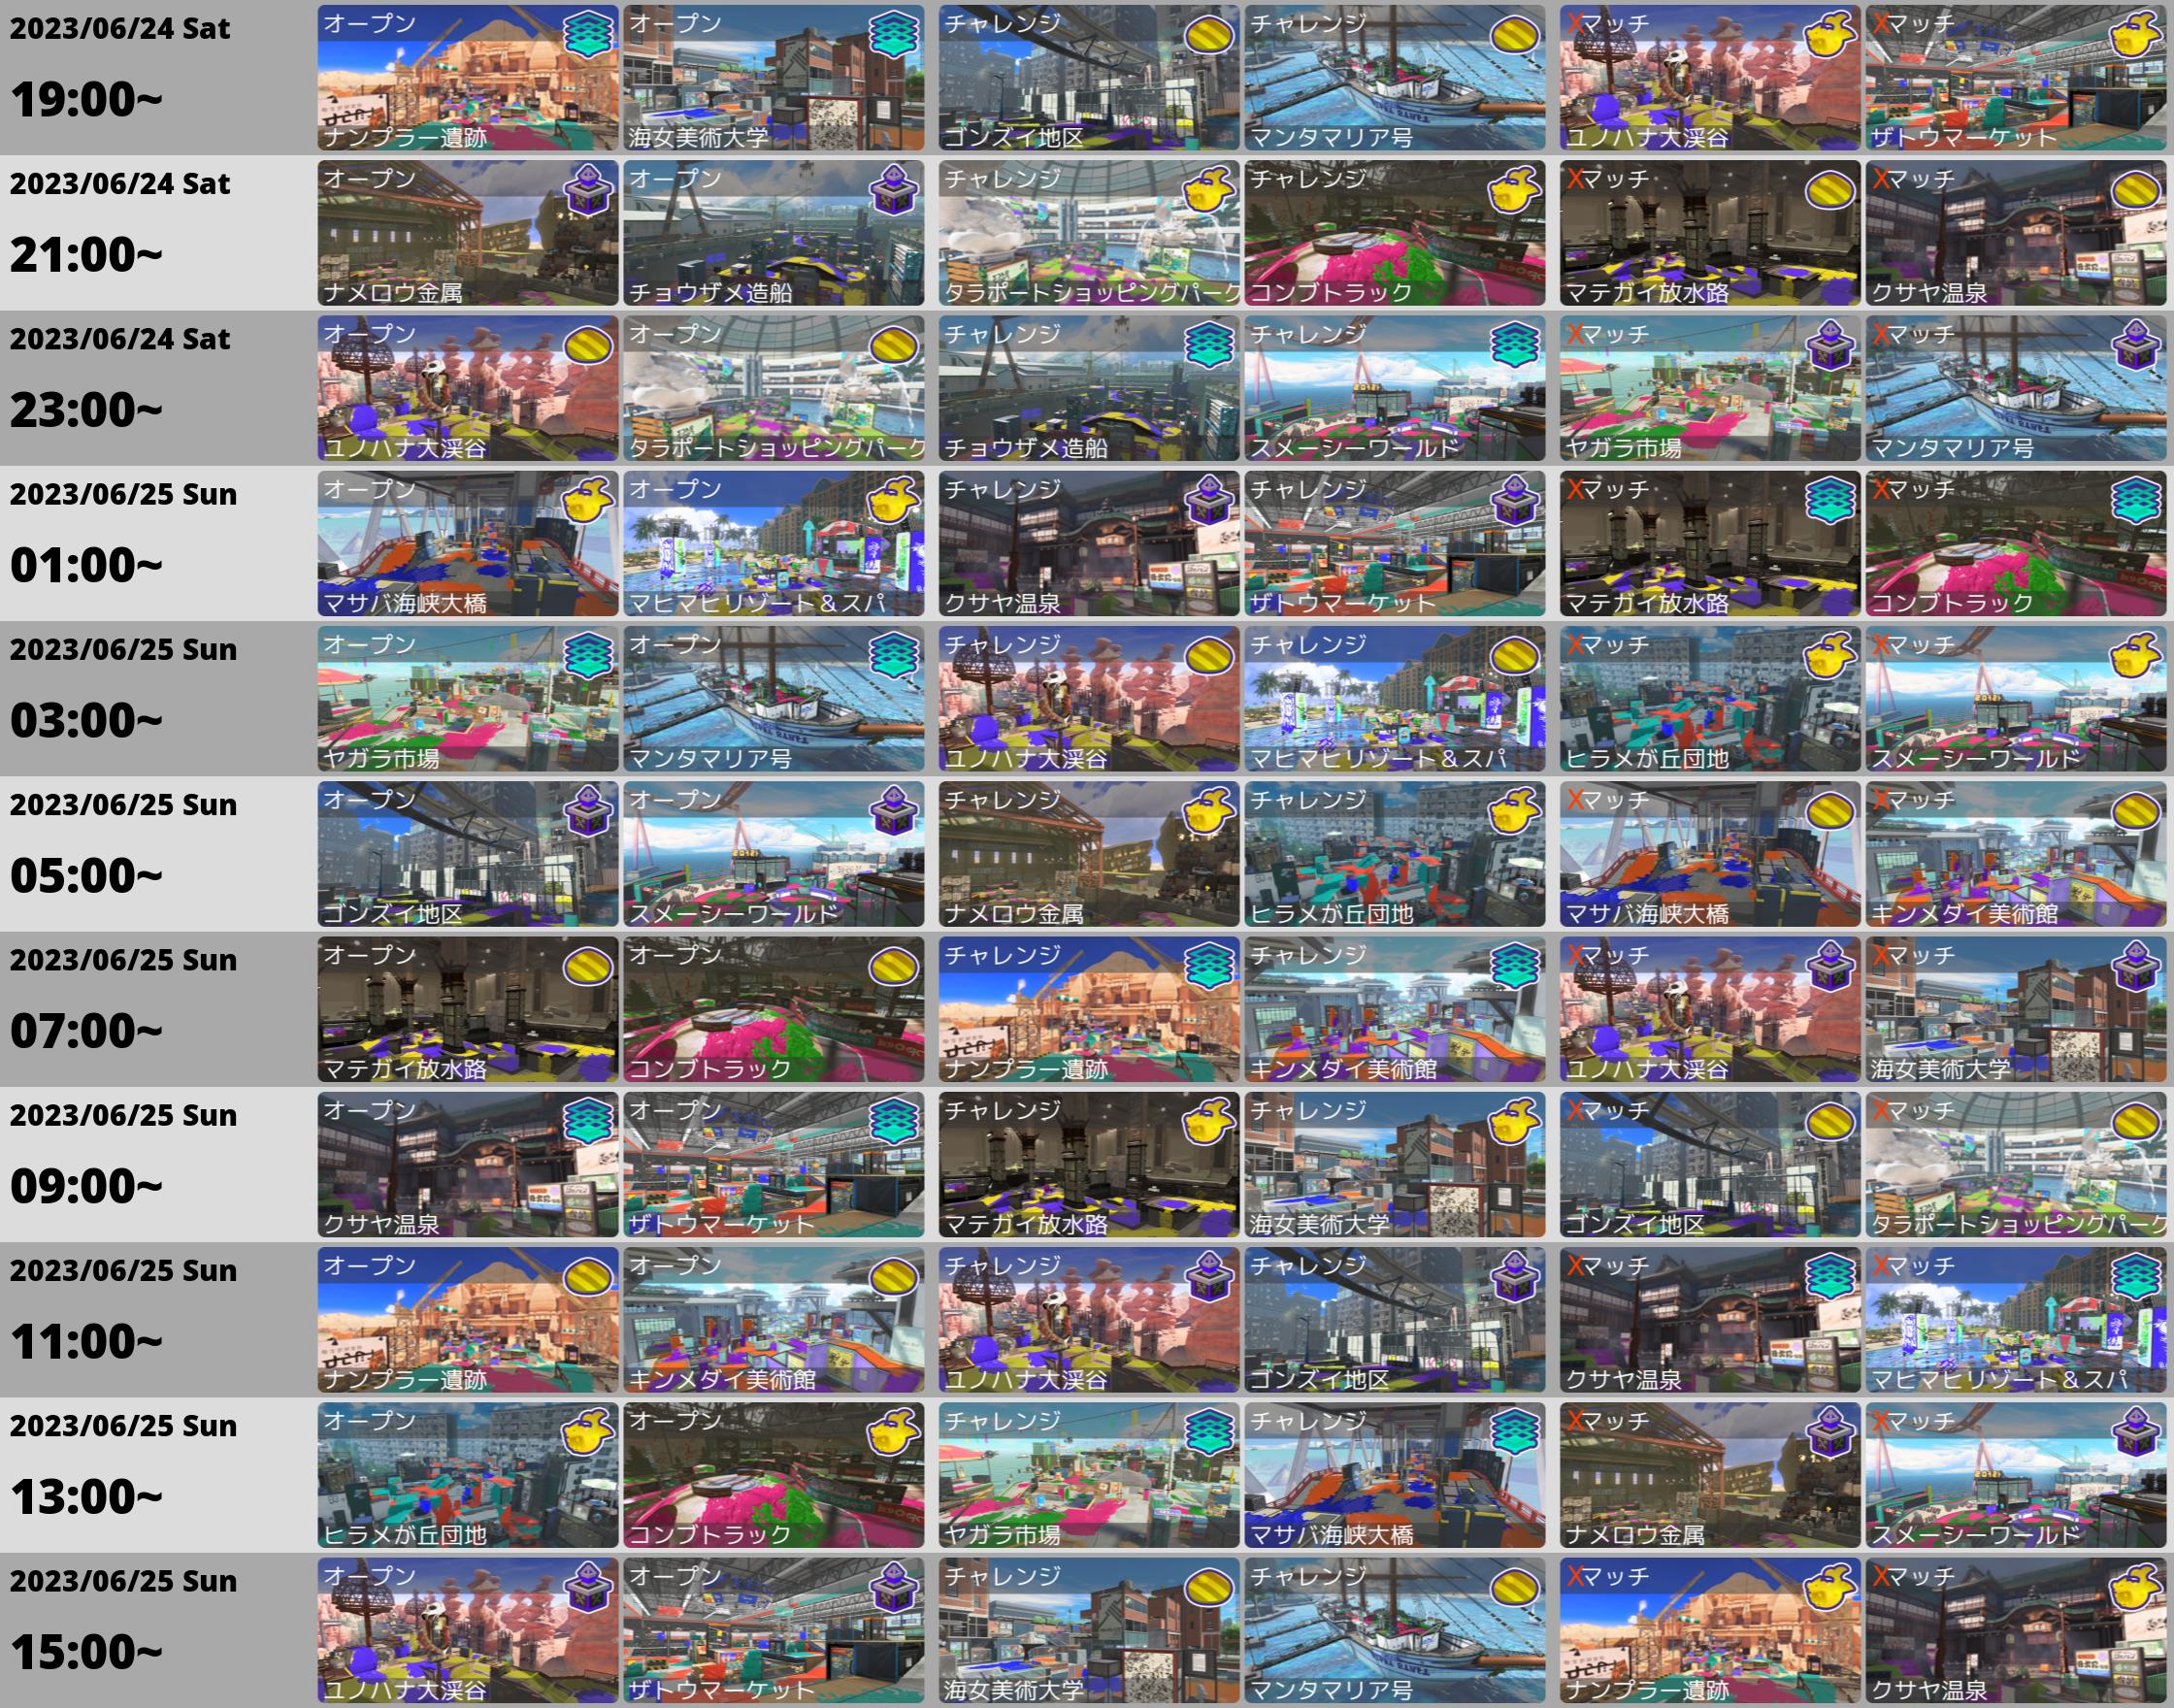 2023/06/24 Sat
19:00~
オープン
ナンプラー遺跡
オープン
海女美術大学
チャレンジ
ゴンズイ地区
チャレンジ
マンタマリア号
Xマッチ
ユノハナ大渓谷
Xマッチ
ザトウマーケット
2023/06/24 Sat
21:00~
オープン
ナメロウ金属
オープン
チョウザメ造船
チャレンジ
タラポートショッピングパーク
チャレンジ
コンブトラック
Xマッチ
マテガイ放水路
Xマッチ
クサヤ温泉
2023/06/24 Sat
23:00~
オープン
ユノハナ大渓谷
オープン
タラポートショッピングパーク
チャレンジ
チョウザメ造船
チャレンジ
スメーシーワールド
Xマッチ
ヤガラ市場
Xマッチ
マンタマリア号
2023/06/25 Sun
01:00~
オープン
マサバ海峡大橋
オープン
マヒマヒリゾート＆スパ
チャレンジ
クサヤ温泉
チャレンジ
ザトウマーケット
Xマッチ
マテガイ放水路
Xマッチ
コンブトラック
2023/06/25 Sun
03:00~
オープン
ヤガラ市場
オープン
マンタマリア号
チャレンジ
ユノハナ大渓谷
チャレンジ
マヒマヒリゾート＆スパ
Xマッチ
ヒラメが丘団地
Xマッチ
スメーシーワールド
2023/06/25 Sun
05:00~
オープン
ゴンズイ地区
オープン
スメーシーワールド
チャレンジ
ナメロウ金属
チャレンジ
ヒラメが丘団地
Xマッチ
マサバ海峡大橋
Xマッチ
キンメダイ美術館
2023/06/25 Sun
07:00~
オープン
マテガイ放水路
オープン
コンブトラック
チャレンジ
ナンプラー遺跡
チャレンジ
キンメダイ美術館
Xマッチ
ユノハナ大渓谷
Xマッチ
海女美術大学
2023/06/25 Sun
09:00~
オープン
クサヤ温泉
オープン
ザトウマーケット
チャレンジ
マテガイ放水路
チャレンジ
海女美術大学
Xマッチ
ゴンズイ地区
Xマッチ
タラポートショッピングパーク
2023/06/25 Sun
11:00~
オープン
ナンプラー遺跡
オープン
キンメダイ美術館
チャレンジ
ユノハナ大渓谷
チャレンジ
ゴンズイ地区
Xマッチ
クサヤ温泉
Xマッチ
マヒマヒリゾート＆スパ
2023/06/25 Sun
13:00~
オープン
ヒラメが丘団地
オープン
コンブトラック
チャレンジ
ヤガラ市場
チャレンジ
マサバ海峡大橋
Xマッチ
ナメロウ金属
Xマッチ
スメーシーワールド
2023/06/25 Sun
15:00~
オープン
ユノハナ大渓谷
オープン
ザトウマーケット
チャレンジ
海女美術大学
チャレンジ
マンタマリア号
Xマッチ
ナンプラー遺跡
Xマッチ
クサヤ温泉